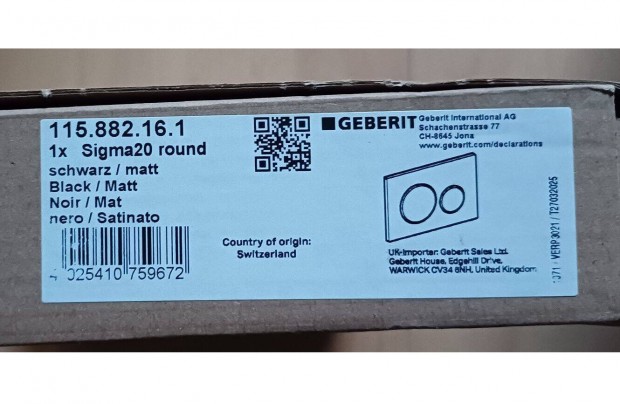 115.882.16.1
1x Sigma20 round
schwarz / matt
Black / Matt
Noir / Mat
nero / Satinato
4 025410 759672
Country of origin:
Switzerland
GEBERIT
Geberit International AG
Schachenstrasse 77
CH-8645 Jona
www.geberit.com/declarations
UK-Importer: Geberit Sales Ltd.
Geberit House, Edgehill Drive,
WARWICK CV34 6NH, United Kingdom
/ VERP3021 / T27032025